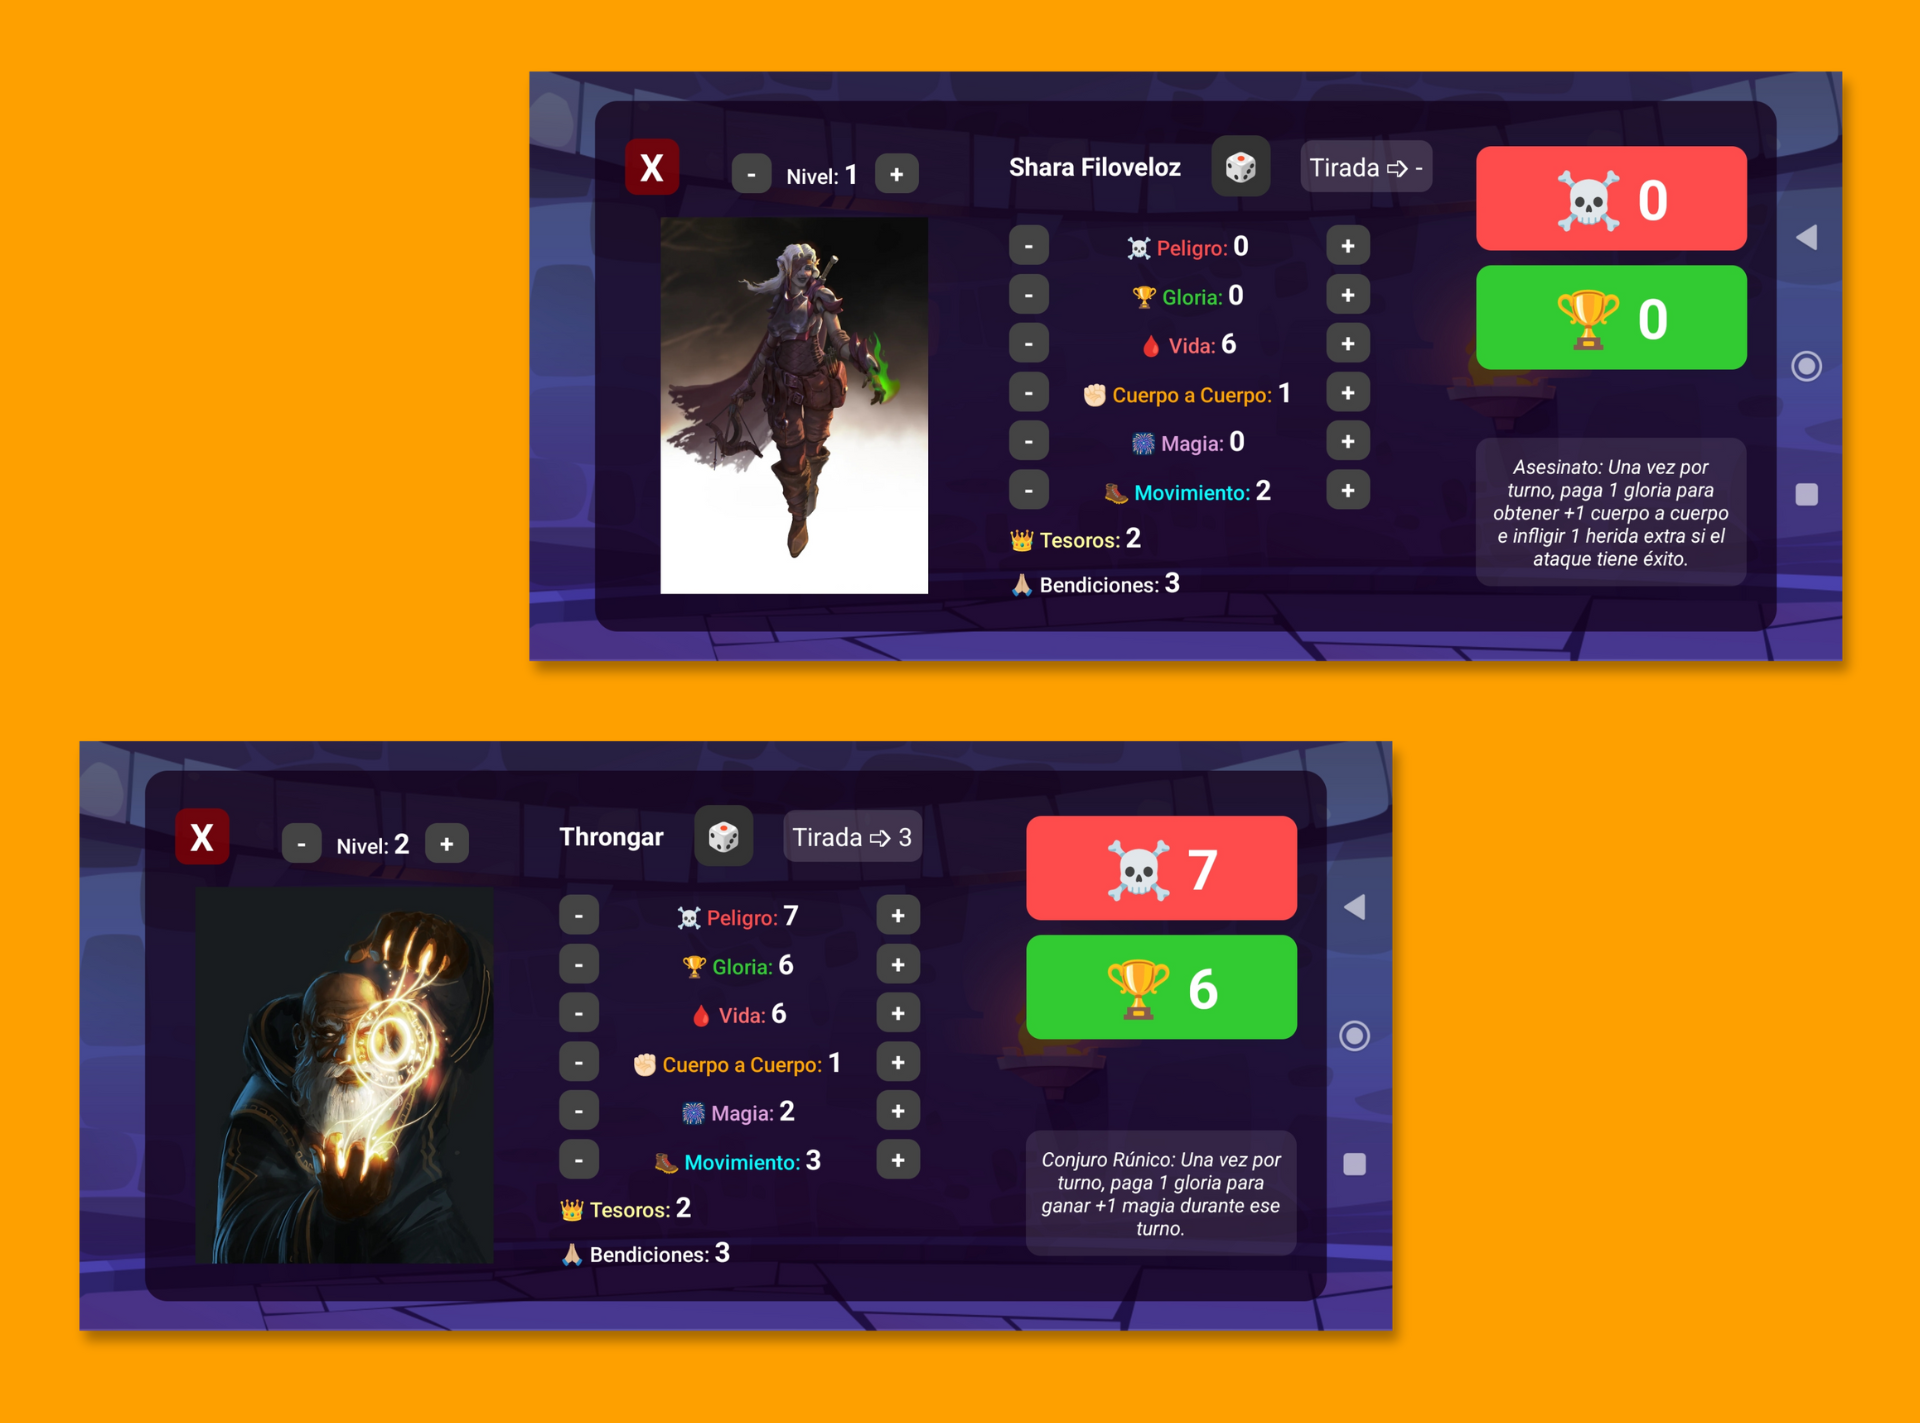 X
- Nivel: 1 +
Shara Filoveloz
Tirada ➩ -
- Peligro: 0 +
- Gloria: 0 +
- Vida: 6 +
- Cuerpo a Cuerpo: 1 +
- Magia: 0 +
- Movimiento: 2 +
Tesoros: 2
Bendiciones: 3
0
0
Asesinato: Una vez por
turno, paga 1 gloria para
obtener +1 cuerpo a cuerpo
e infligir 1 herida extra si el
ataque tiene éxito.
X
- Nivel: 2 +
Throngar
Tirada ➩ 3
- Peligro: 7 +
- Gloria: 6 +
- Vida: 6 +
- Cuerpo a Cuerpo: 1 +
- Magia: 2 +
- Movimiento: 3 +
Tesoros: 2
Bendiciones: 3
7
6
Conjuro Rúnico: Una vez por
turno, paga 1 gloria para
ganar +1 magia durante ese
turno.